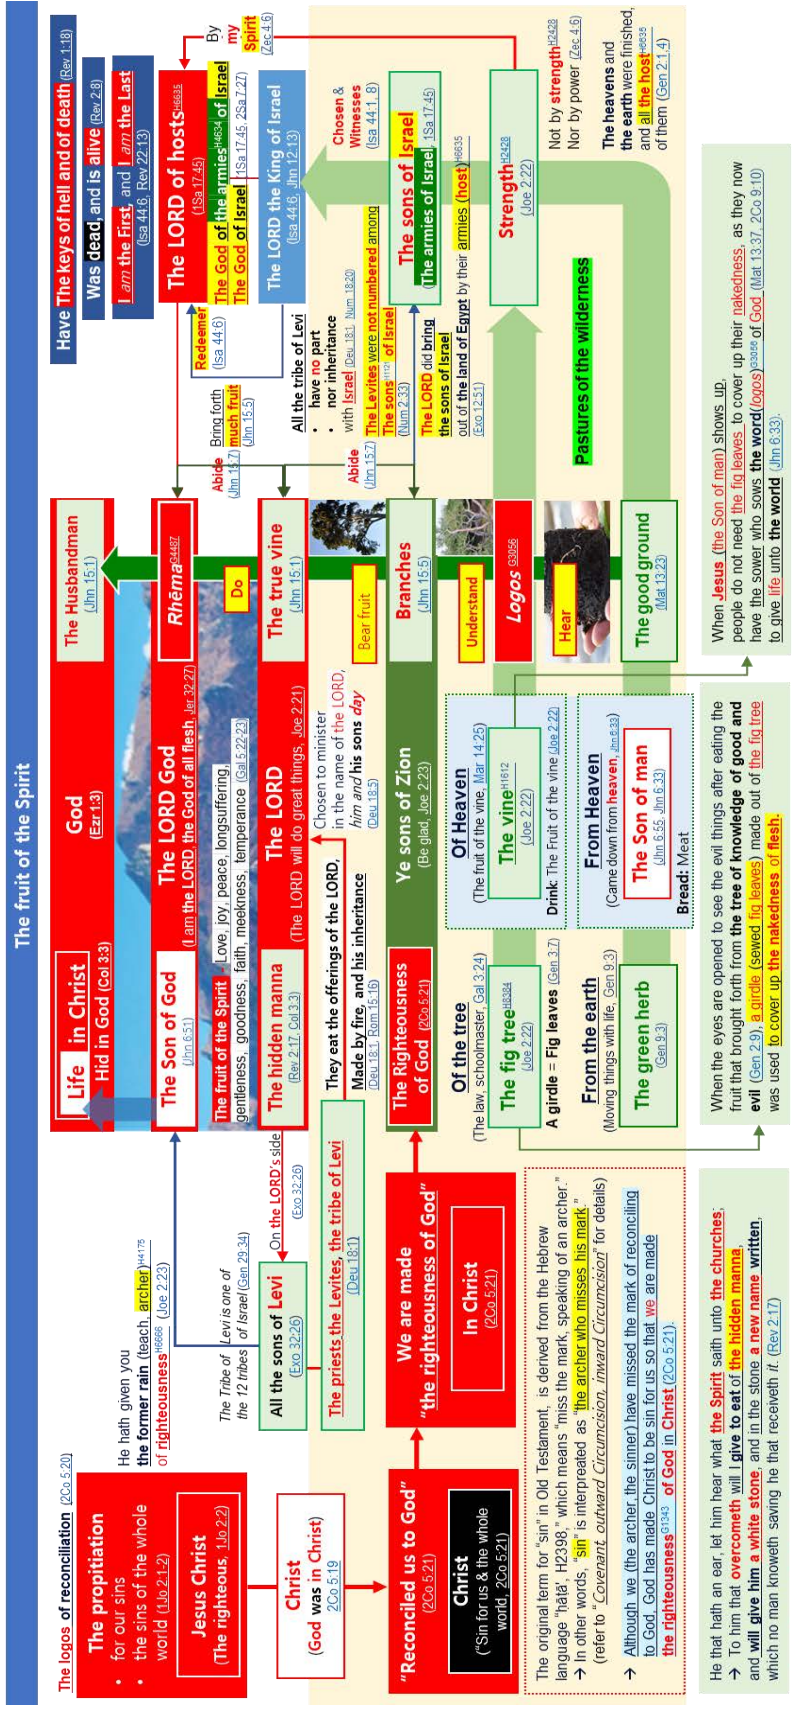 The fruit of the Spirit
The logos of reconciliation (2Co 5:20)
The propitiation
• for our sins
• the sins of the whole
world (1Jo 2:1-2)
Jesus Christ
(The righteous, 1Jo 2:2)
Christ
(God was in Christ)
2Co 5:19
"Reconciled us to God"
(2Co 5:21)
Christ
("Sin for us & the whole
world, 2Co 5:21)
He hath given you
the former rain (teach, archer)H4175
of righteousnessH6666 (Joe 2:23)
The Tribe of Levi is one of
the 12 tribes of Israel (Gen 29:34)
All the sons of Levi
(Exo 32:26)
On the LORD's side
(Exo 32:26)
The priests the Levites, the tribe of Levi
(Deu 18:1)
We are made
"the righteousness of God"
In Christ
(2Co 5:21)
The original term for "sin" in Old Testament, is derived from the Hebrew
language "ḥāṭā', H2398," which means "miss the mark, speaking of an archer."
→ In other words, "sin" is interpreated as "the archer who misses his mark."
(refer to "Covenant, outward Circumcision, inward Circumcision" for details)
→ Although we (the archer, the sinner) have missed the mark of reconciling
to God, God has made Christ to be sin for us so that we are made
the righteousnessG1343 of God in Christ (2Co 5:21).
He that hath an ear, let him hear what the Spirit saith unto the churches;
→ To him that overcometh will I give to eat of the hidden manna,
and will give him a white stone, and in the stone a new name written,
which no man knoweth saving he that receiveth it. (Rev 2:17)
Life in Christ
Hid in God (Col 3:3)
God
(Ezr 1:3)
The Husbandman
(Jhn 15:1)
The Son of God
(Jhn 6:51)
The LORD God
(I am the LORD, the God of all flesh, Jer 32:27)
RhēmaG4487
The fruit of the Spirit - Love, joy, peace, longsuffering,
gentleness, goodness, faith, meekness, temperance (Gal 5:22-23)
Do
The hidden manna
(Rev 2:17, Col 3:3)
The LORD
(The LORD will do great things, Joe 2:21)
The true vine
(Jhn 15:1)
They eat the offerings of the LORD,
Made by fire, and his inheritance
(Deu 18:1, Rom 15:16)
Chosen to minister
in the name of the LORD,
him and his sons day
(Deu 18:5)
Bear fruit
The Righteousness
of God (2Co 5:21)
Ye sons of Zion
(Be glad, Joe 2:23)
Branches
(Jhn 15:5)
Of the tree
(The law, schoolmaster, Gal 3:24)
The fig treeH8384
(Joe 2:22)
A girdle = Fig leaves (Gen 3:7)
Of Heaven
(The fruit of the vine, Mar 14:25)
The vineH1612
(Joe 2:22)
Drink: The Fruit of the vine (Joe 2:22)
Understand
Logos G3056
From the earth
(Moving things with life, Gen 9:3)
The green herb
(Gen 9:3)
From Heaven
(Came down from heaven, Jhn 6:33)
The Son of man
(Jhn 6:55, Jhn 6:33)
Bread: Meat
Hear
The good ground
(Mat 13:23)
When the eyes are opened to see the evil things after eating the
fruit that brought forth from the tree of knowledge of good and
evil (Gen 2:9), a girdle (sewed fig leaves) made out of the fig tree
was used to cover up the nakedness of flesh.
Have The keys of hell and of death (Rev 1:18)
Was dead, and is alive (Rev 2:8)
I am the First, and I am the Last
(Isa 44:6, Rev 22:13)
The LORD of hostsH6635
(1Sa 17:45)
The God of the armiesH4634 of Israel
The God of Israel (1Sa 17:45, 2Sa 7:27)
The LORD the King of Israel
(Isa 44:6, Jhn 12:13)
By
my
Spirit
(Zec 4:6)
Redeemer
(Isa 44:6)
Abide
(Jhn 15:7)
Bring forth
much fruit
(Jhn 15:5)
All the tribe of Levi
• have no part
• nor inheritance
with Israel (Deu 18:1, Num 18:20)
Abide
(Jhn 15:7)
The Levites were not numbered among
The sonsH1121 of Israel
(Num 2:33)
Chosen &
Witnesses
(Isa 44:1, 8)
The sons of Israel
(The armies of Israel, 1Sa 17:45)
The LORD did bring
the sons of Israel
out of the land of Egypt by their armies (host)H6635
(Exo 12:51)
StrengthH2428
(Joe 2:22)
Not by strengthH2428
Nor by power (Zec 4:6)
Pastures of the wilderness
The heavens and
the earth were finished,
and all the hostH6635
of them (Gen 2:1,4)
When Jesus (the Son of man) shows up,
people do not need the fig leaves to cover up their nakedness, as they now
have the sower who sows the word(logos)G3056 of God (Mat 13:37, 2Co 9:10)
to give life unto the world (Jhn 6:33).